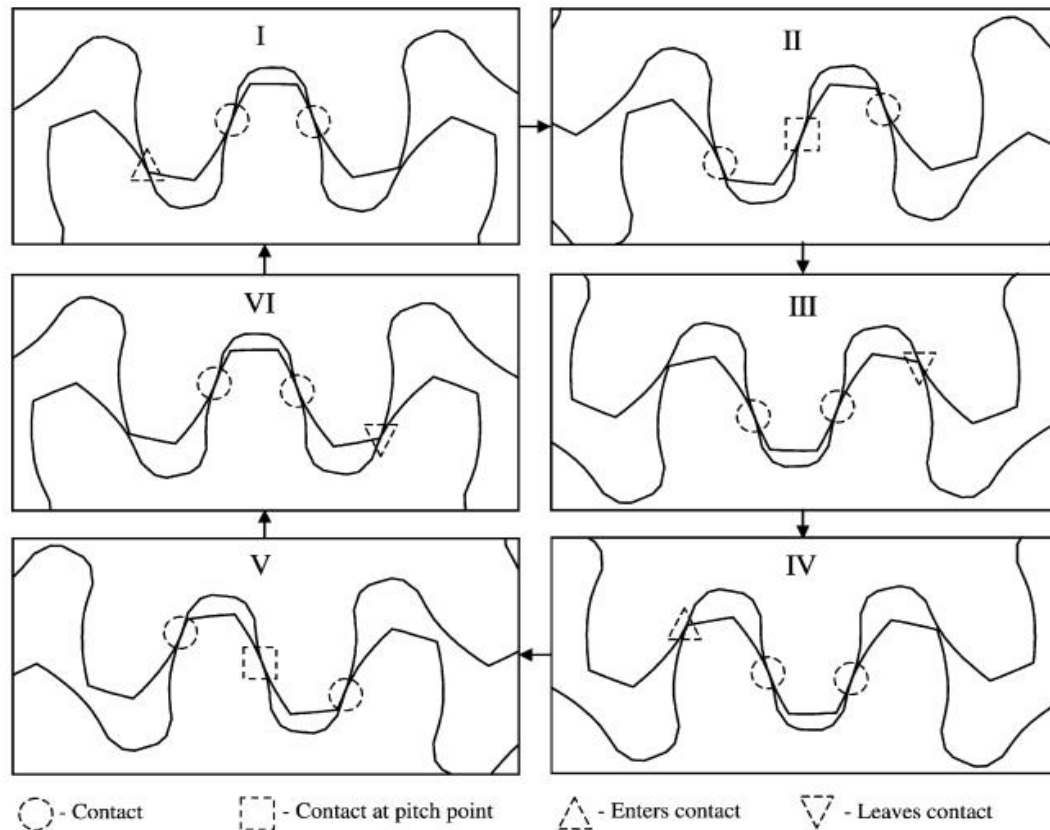 I
II
VI
III
V
IV
- Contact
- Contact at pitch point
- Enters contact
- Leaves contact